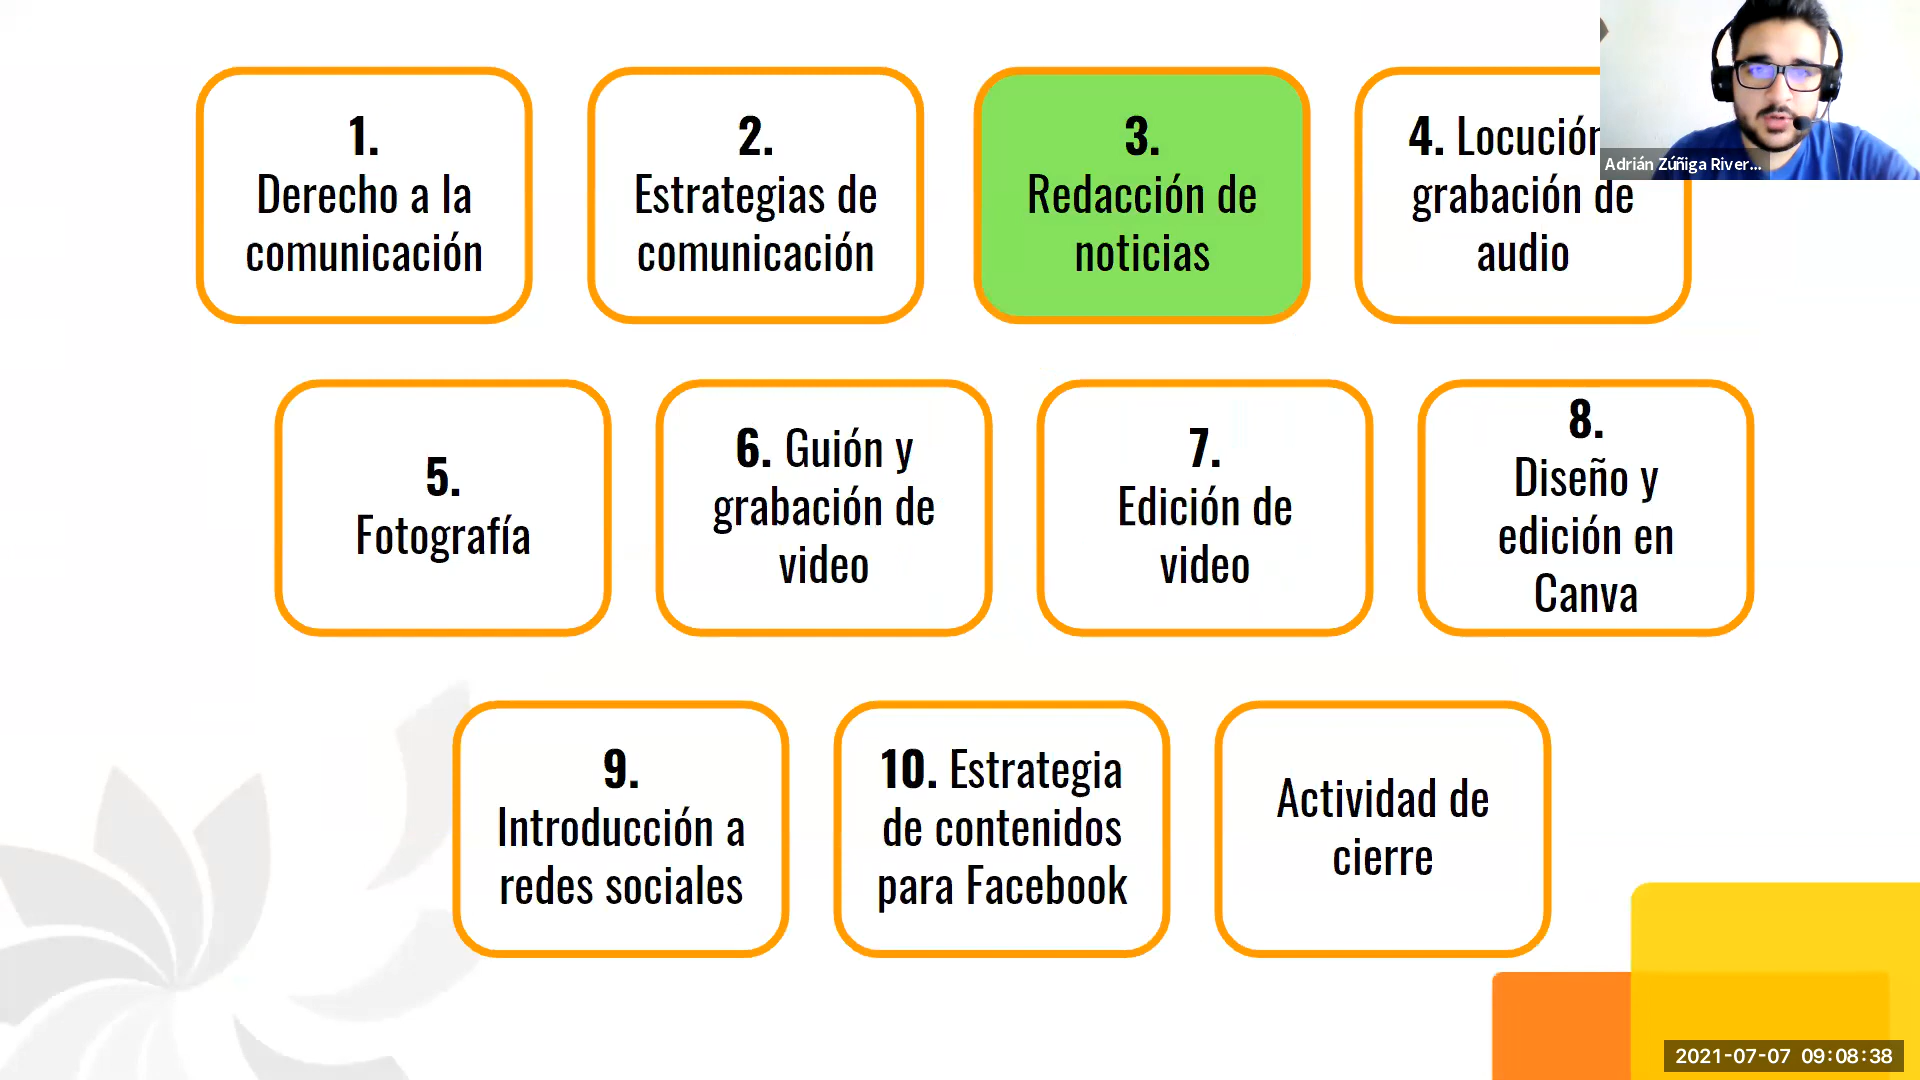 1.
Derecho a la
comunicación
2.
Estrategias de
comunicación
3.
Redacción de
noticias
4. Locución
grabación de
audio
Adrián Zúñiga River...
5.
Fotografía
6. Guión y
grabación de
video
7.
Edición de
video
8.
Diseño y
edición en
Canva
9.
Introducción a
redes sociales
10. Estrategia
de contenidos
para Facebook
Actividad de
cierre
2021-07-07 09:08:38